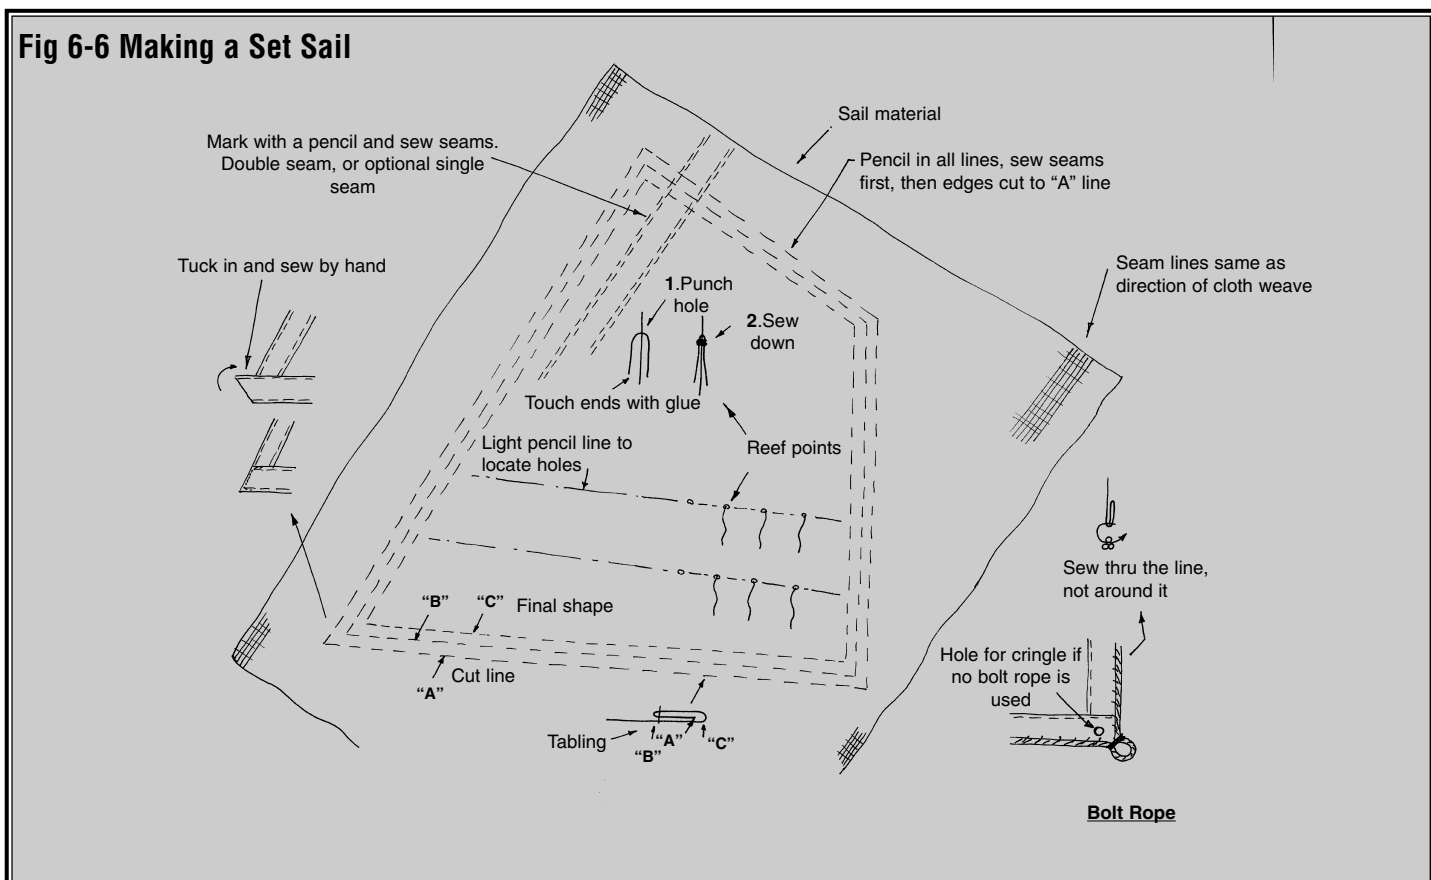 Fig 6-6 Making a Set Sail
Sail material
Mark with a pencil and sew seams.
Double seam, or optional single
seam
Pencil in all lines, sew seams
first, then edges cut to “A” line
Tuck in and sew by hand
Seam lines same as
direction of cloth weave
1.Punch
hole
2.Sew
down
Touch ends with glue
Light pencil line to
locate holes
Reef points
Sew thru the line,
not around it
“B”
“C”
Final shape
“A”
Cut line
Hole for cringle if
no bolt rope is
used
Tabling
“B”
“A”
“C”
Bolt Rope